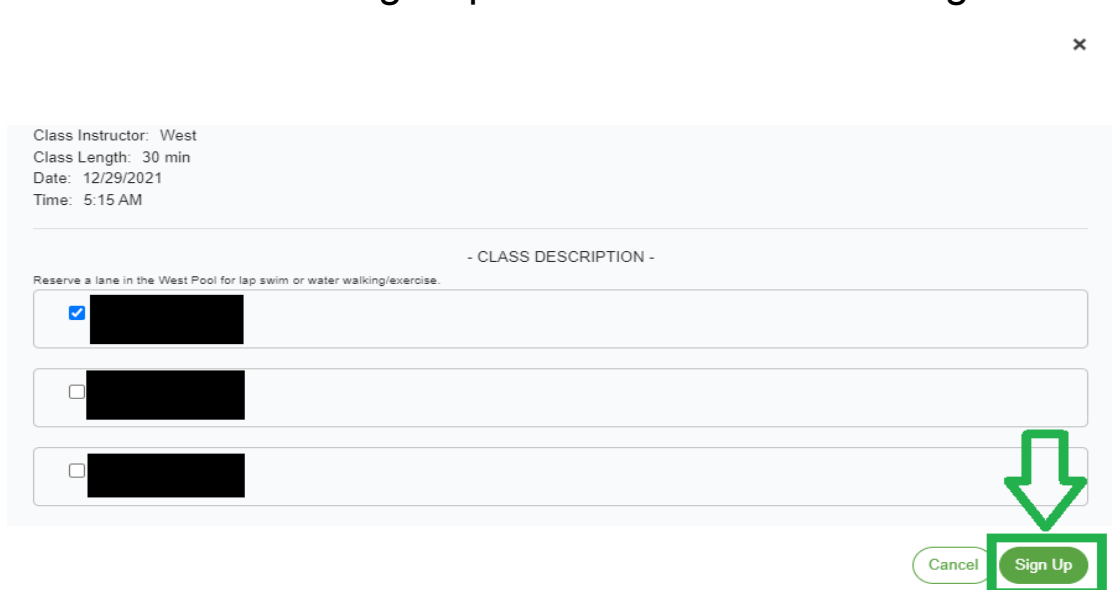 ×
Class Instructor: West
Class Length: 30 min
Date: 12/29/2021
Time: 5:15 AM
- CLASS DESCRIPTION -
Reserve a lane in the West Pool for lap swim or water walking/exercise.
Cancel
Sign Up